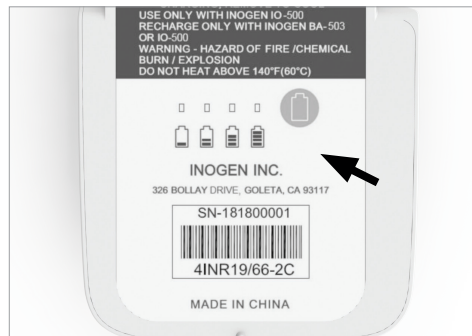 USE ONLY WITH INOGEN IO-500
RECHARGE ONLY WITH INOGEN BA-503
OR IO-500
WARNING - HAZARD OF FIRE /CHEMICAL
BURN / EXPLOSION
DO NOT HEAT ABOVE 140°F(60°C)
INOGEN INC.
326 BOLLAY DRIVE, GOLETA, CA 93117
SN-181800001
4INR19/66-2C
MADE IN CHINA